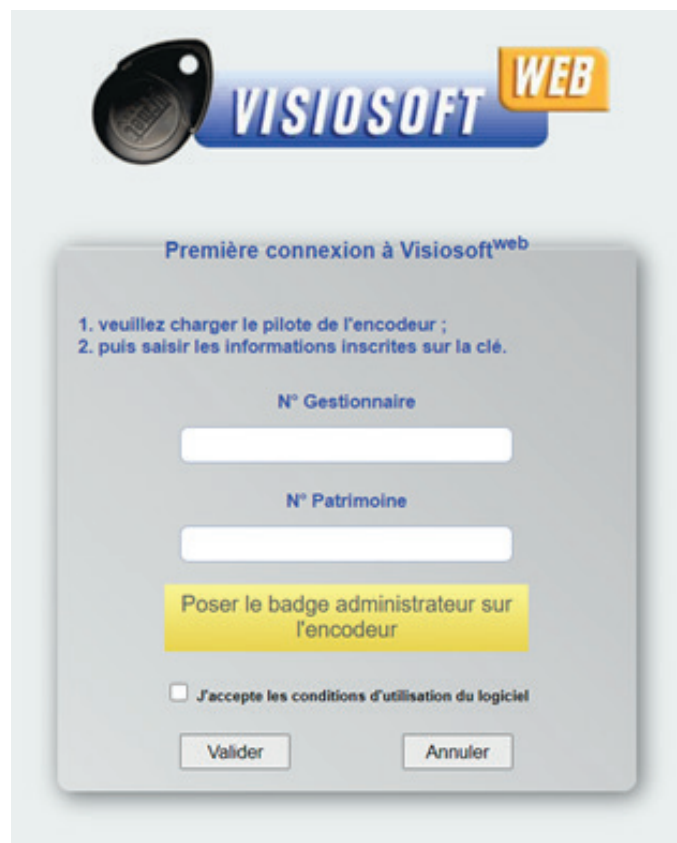 VISIOSOFT WEB
Première connexion à Visiosoftweb
1. veuillez charger le pilote de l'encodeur ;
2. puis saisir les informations inscrites sur la clé.
N° Gestionnaire
N° Patrimoine
Poser le badge administrateur sur
l'encodeur
J'accepte les conditions d'utilisation du logiciel
Valider
Annuler